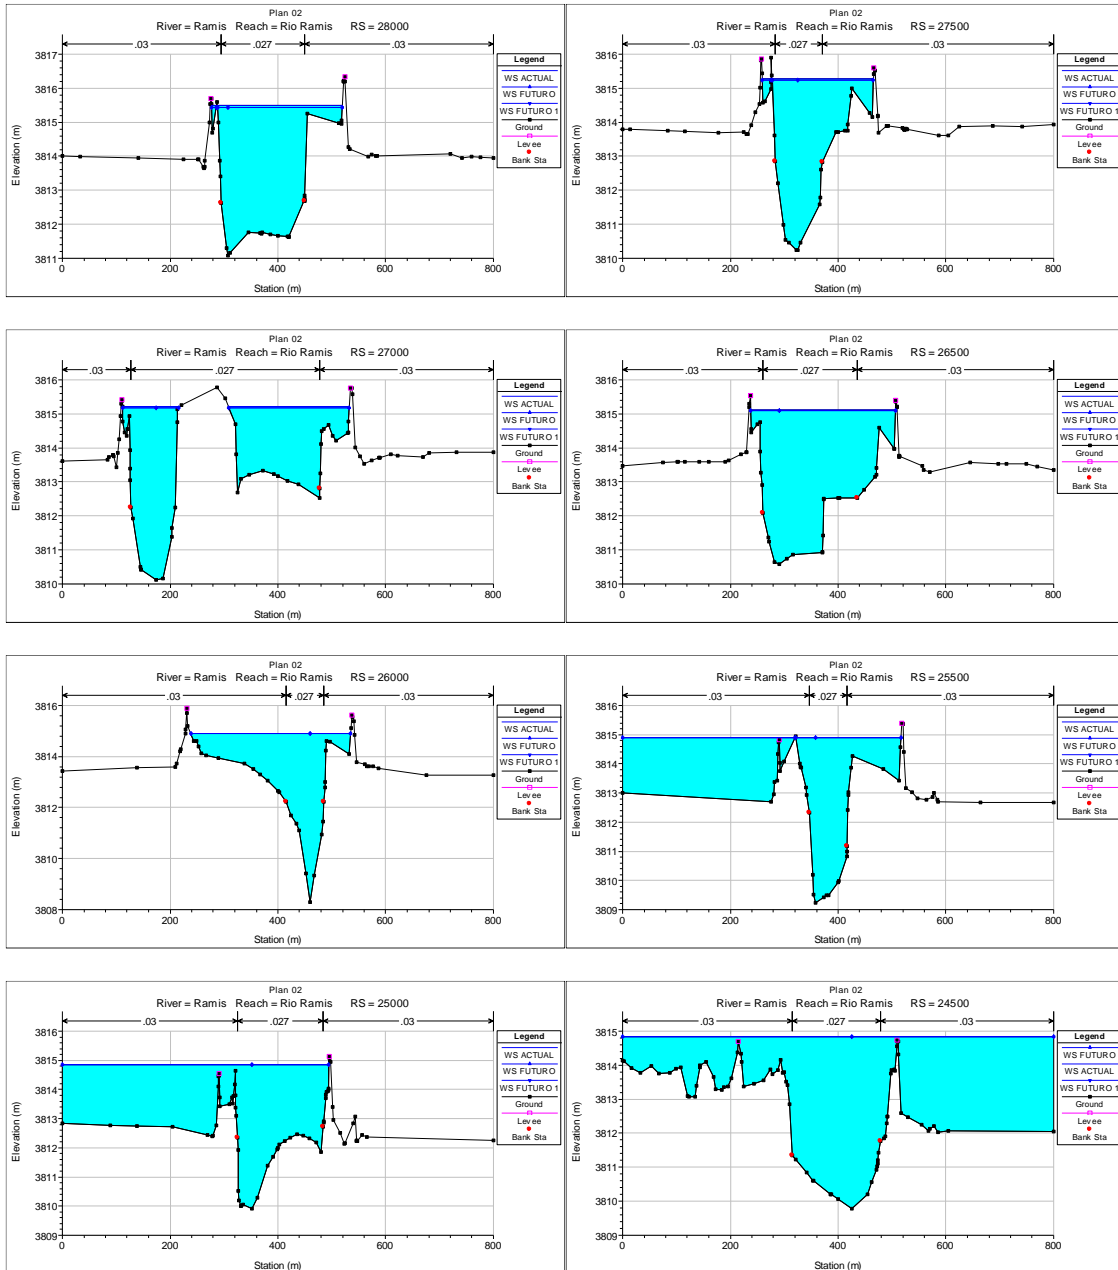 Plan 02
River = Ramis Reach = Rio Ramis RS = 28000
.03 .027 .03
3817
3816
3815
3814
3813
3812
3811
Elevation (m)
0 200 400 600 800
Station (m)
Legend
WS ACTUAL
WS FUTURO
WS FUTURO 1
Ground
Levee
Bank Sta
Plan 02
River = Ramis Reach = Rio Ramis RS = 27500
.03 .027 .03
3816
3815
3814
3813
3812
3811
3810
Elevation (m)
0 200 400 600 800
Station (m)
Legend
WS ACTUAL
WS FUTURO
WS FUTURO 1
Ground
Levee
Bank Sta
Plan 02
River = Ramis Reach = Rio Ramis RS = 27000
.03 .027 .03
3816
3815
3814
3813
3812
3811
3810
Elevation (m)
0 200 400 600 800
Station (m)
Legend
WS ACTUAL
WS FUTURO
WS FUTURO 1
Ground
Levee
Bank Sta
Plan 02
River = Ramis Reach = Rio Ramis RS = 26500
.03 .027 .03
3816
3815
3814
3813
3812
3811
3810
Elevation (m)
0 200 400 600 800
Station (m)
Legend
WS ACTUAL
WS FUTURO
WS FUTURO 1
Ground
Levee
Bank Sta
Plan 02
River = Ramis Reach = Rio Ramis RS = 26000
.03 .027 .03
3816
3814
3812
3810
3808
Elevation (m)
0 200 400 600 800
Station (m)
Legend
WS ACTUAL
WS FUTURO
WS FUTURO 1
Ground
Levee
Bank Sta
Plan 02
River = Ramis Reach = Rio Ramis RS = 25500
.03 .027 .03
3816
3815
3814
3813
3812
3811
3810
3809
Elevation (m)
0 200 400 600 800
Station (m)
Legend
WS ACTUAL
WS FUTURO
WS FUTURO 1
Ground
Levee
Bank Sta
Plan 02
River = Ramis Reach = Rio Ramis RS = 25000
.03 .027 .03
3816
3815
3814
3813
3812
3811
3810
3809
Elevation (m)
0 200 400 600 800
Station (m)
Legend
WS ACTUAL
WS FUTURO
WS FUTURO 1
Ground
Levee
Bank Sta
Plan 02
River = Ramis Reach = Rio Ramis RS = 24500
.03 .027 .03
3815
3814
3813
3812
3811
3810
3809
Elevation (m)
0 200 400 600 800
Station (m)
Legend
WS FUTURO
WS ACTUAL
WS FUTURO 1
Ground
Levee
Bank Sta